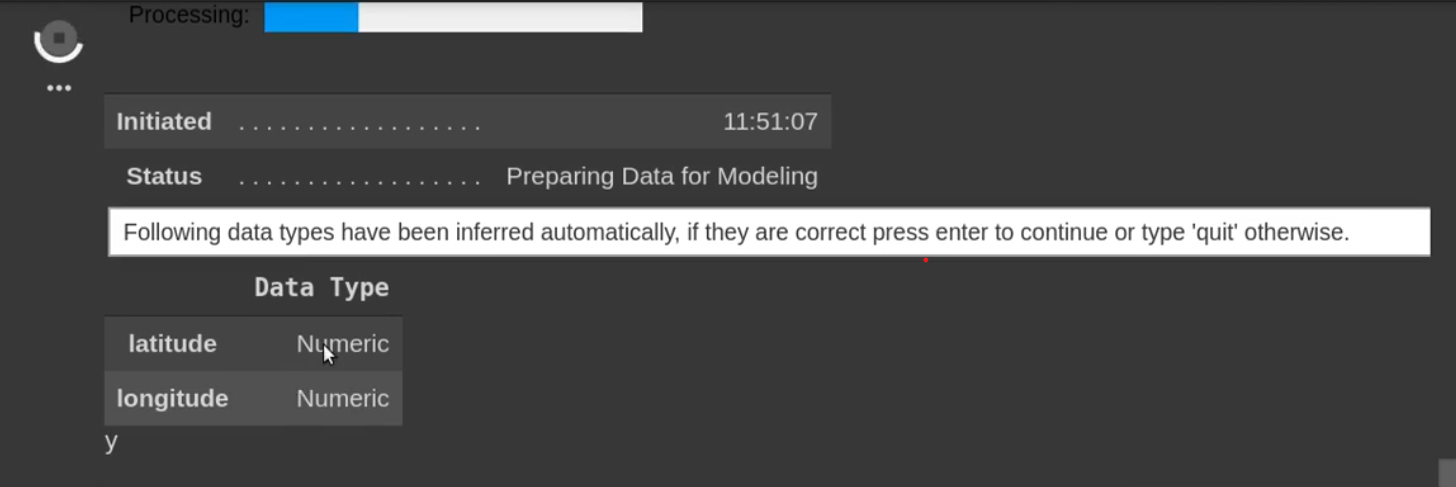 Processing:
Initiated . . . . . . . . . . . . . . . . . . 11:51:07
Status . . . . . . . . . . . . . . . . . . Preparing Data for Modeling
Following data types have been inferred automatically, if they are correct press enter to continue or type 'quit' otherwise.
Data Type
latitude Numeric
longitude Numeric
y